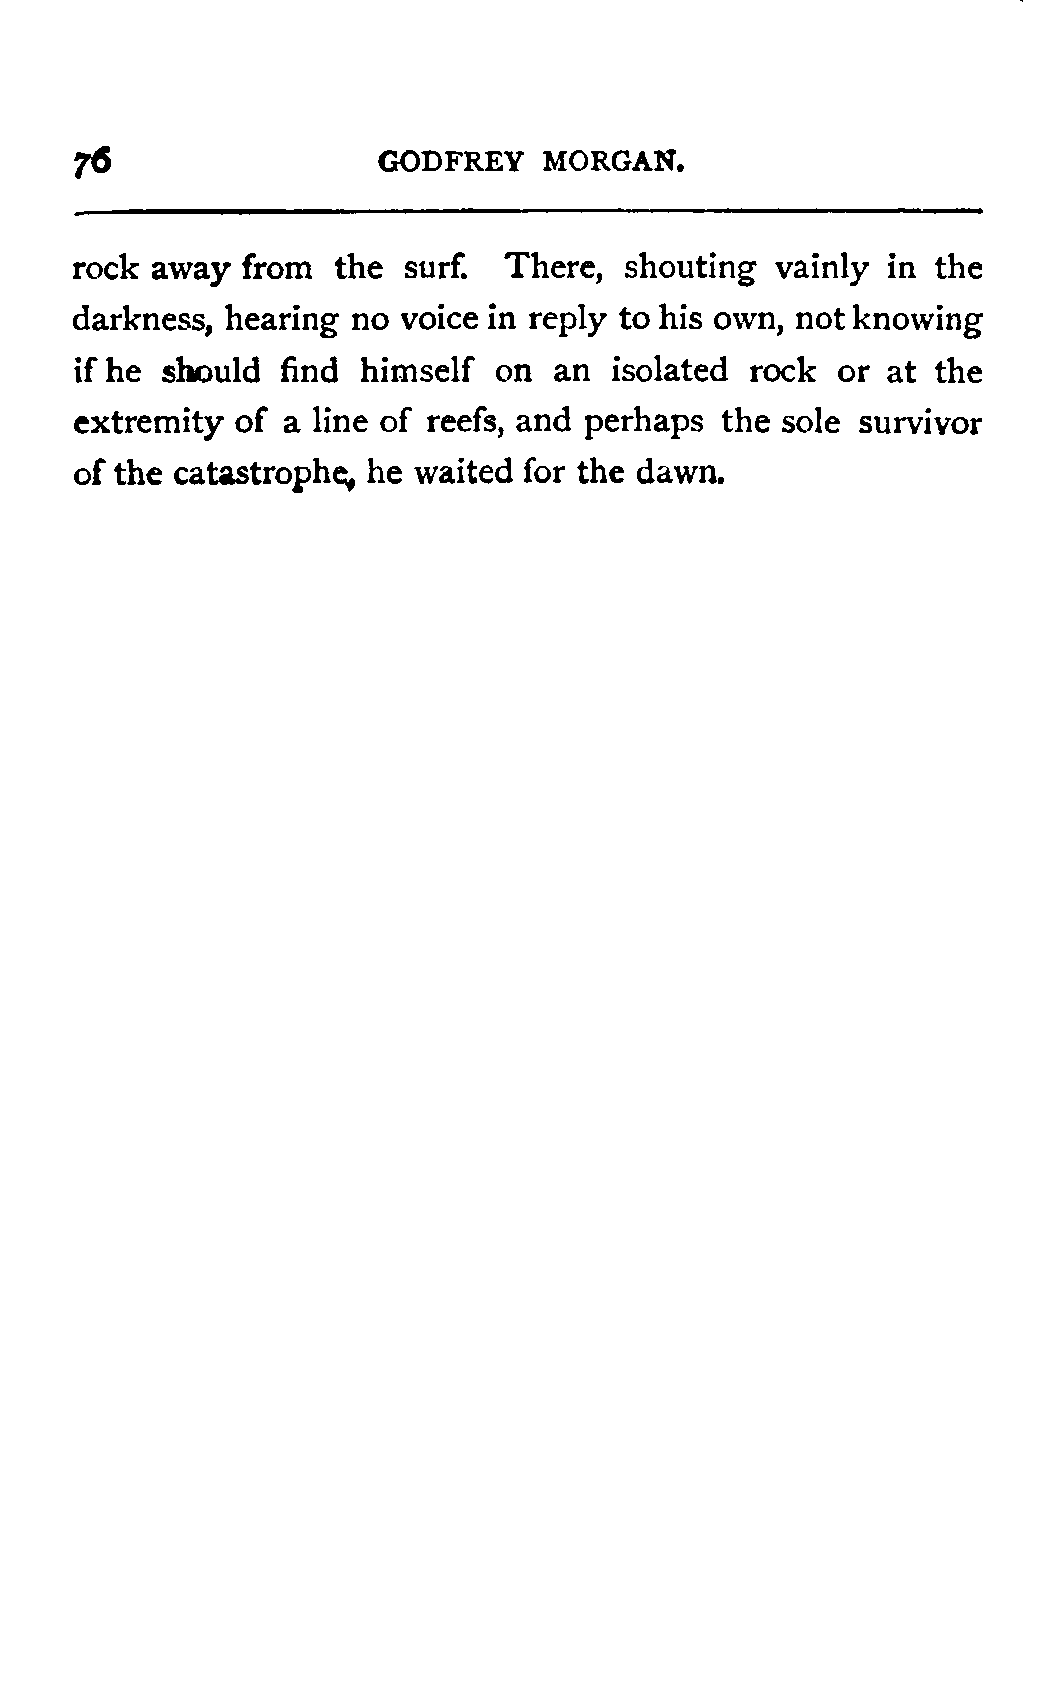 76 GODFREY MORGAN.
rock away from the surf. There, shouting vainly in the
darkness, hearing no voice in reply to his own, not knowing
if he should find himself on an isolated rock or at the
extremity of a line of reefs, and perhaps the sole survivor
of the catastrophe, he waited for the dawn.